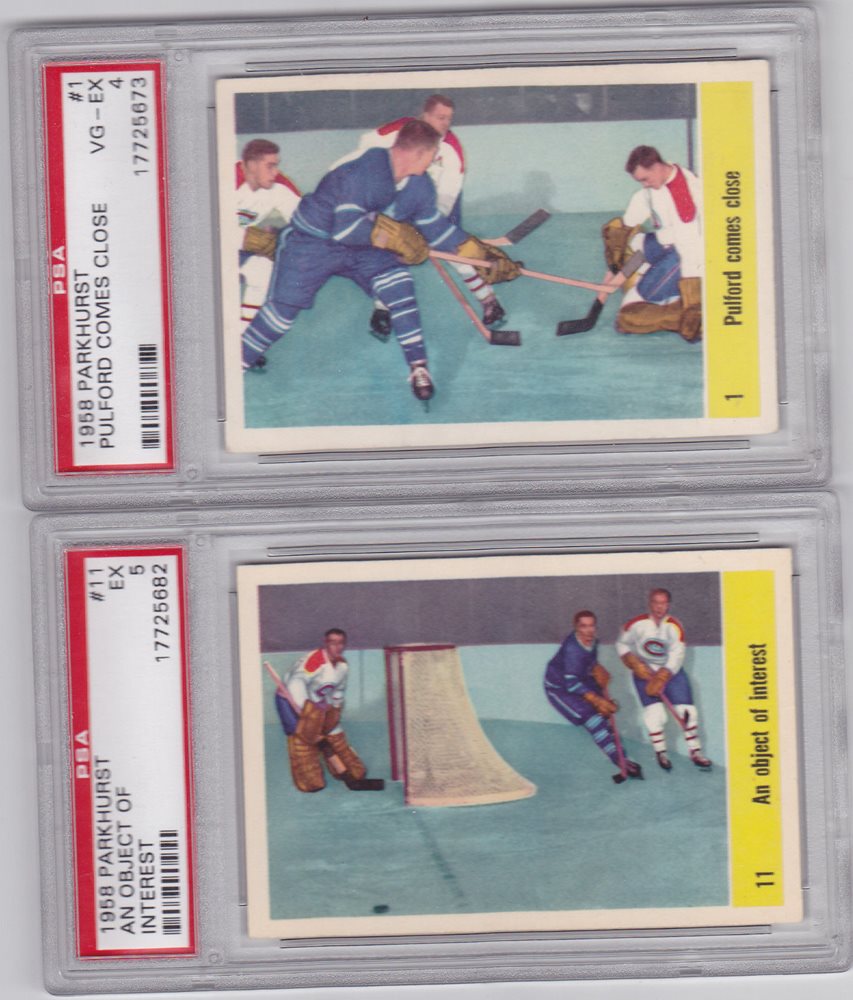 PSA
1958 PARKHURST #1
PULFORD COMES CLOSE VG-EX
4
17725673
Pulford comes close
1
PSA
1958 PARKHURST #11
AN OBJECT OF EX
INTEREST 5
17725682
An object of interest
11